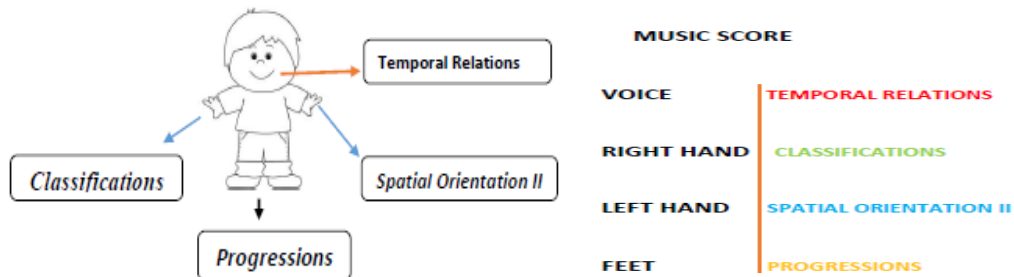 Temporal Relations
Classifications
Spatial Orientation II
Progressions
MUSIC SCORE
VOICE TEMPORAL RELATIONS
RIGHT HAND CLASSIFICATIONS
LEFT HAND SPATIAL ORIENTATION II
FEET PROGRESSIONS